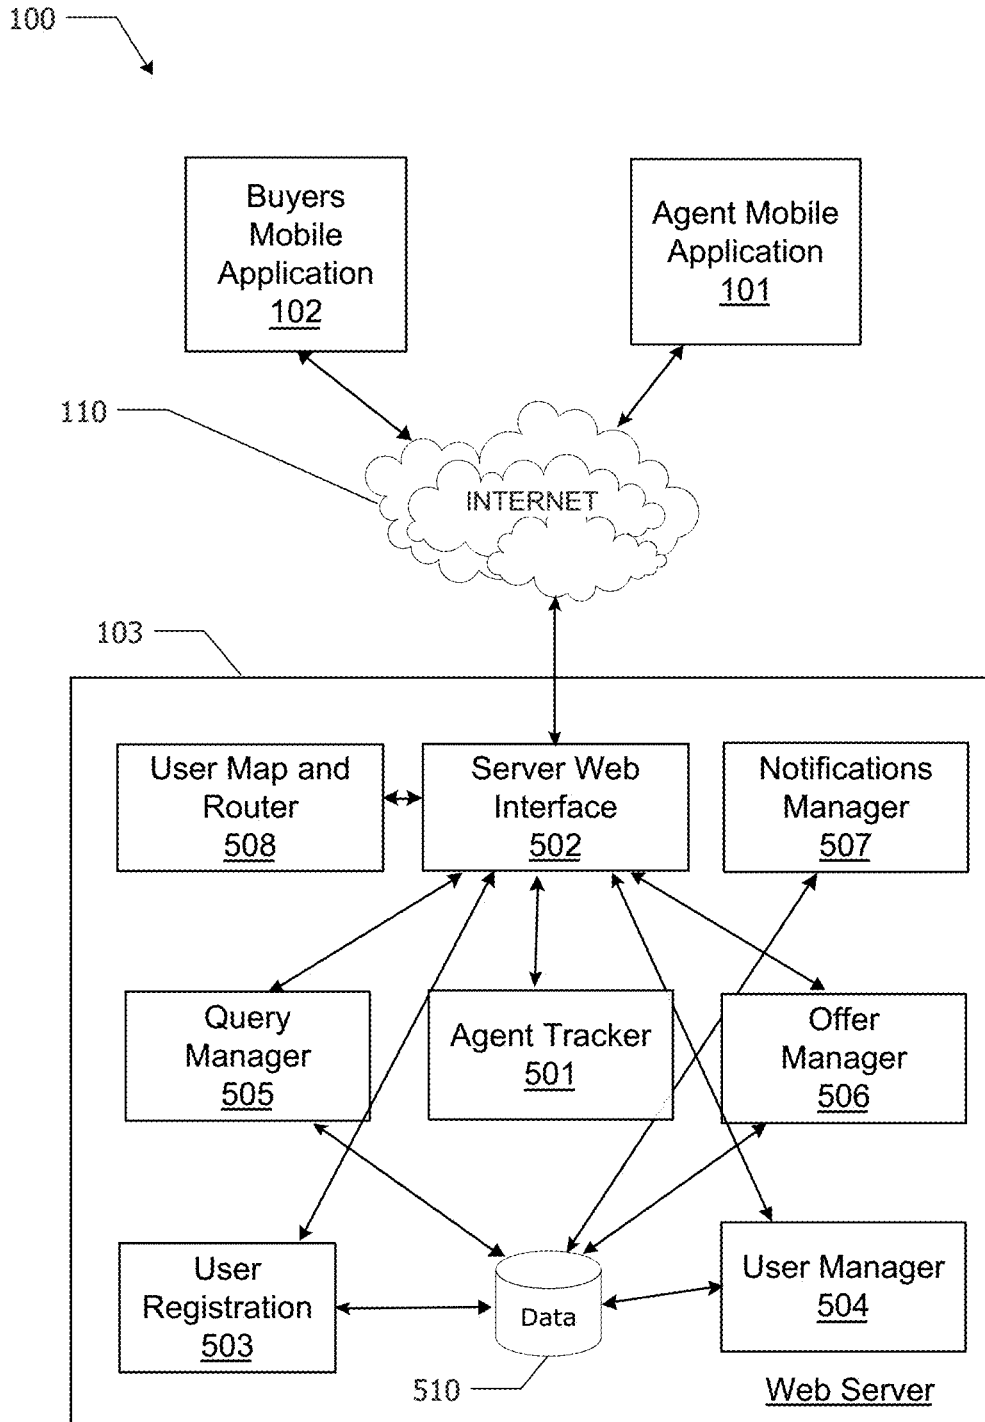 100
Buyers
Mobile
Application
102
Agent Mobile
Application
101
110
INTERNET
103
User Map and
Router
508
Server Web
Interface
502
Notifications
Manager
507
Query
Manager
505
Agent Tracker
501
Offer
Manager
506
User
Registration
503
Data
510
User Manager
504
Web Server